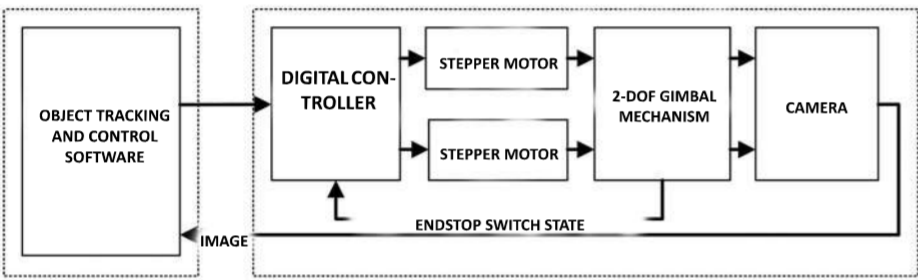 OBJECT TRACKING
AND CONTROL
SOFTWARE
DIGITAL CON-
TROLLER
STEPPER MOTOR
STEPPER MOTOR
2-DOF GIMBAL
MECHANISM
CAMERA
ENDSTOP SWITCH STATE
IMAGE